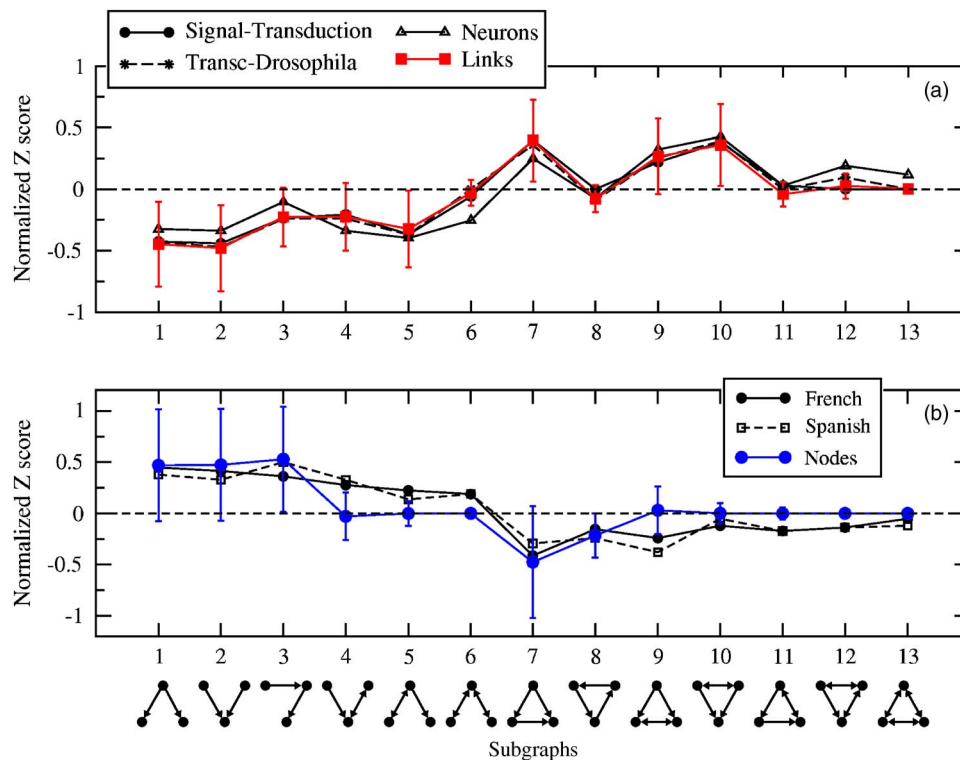 Signal-Transduction
Neurons
Transc-Drosophila
Links
(a)
Normalized Z score
1
0.5
0
-0.5
-1
1 2 3 4 5 6 7 8 9 10 11 12 13
French
Spanish
Nodes
(b)
Normalized Z score
1
0.5
0
-0.5
-1
1 2 3 4 5 6 7 8 9 10 11 12 13
Subgraphs